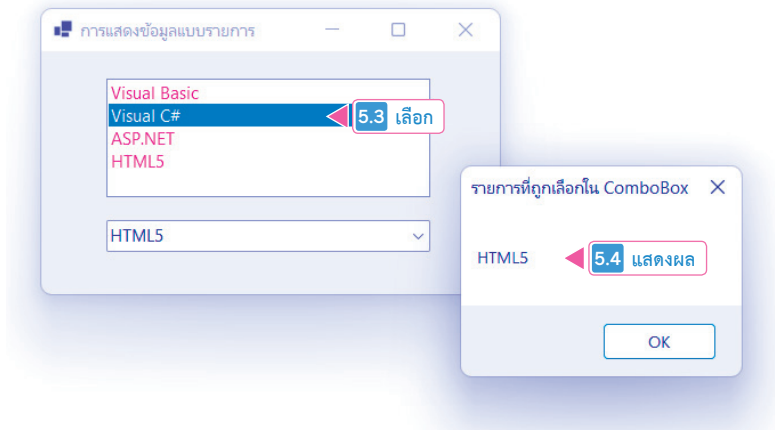 การแสดงข้อมูลแบบรายการ
Visual Basic
Visual C#
5.3 เลือก
ASP.NET
HTML5
HTML5
รายการที่ถูกเลือกใน ComboBox
HTML5
5.4 แสดงผล
OK